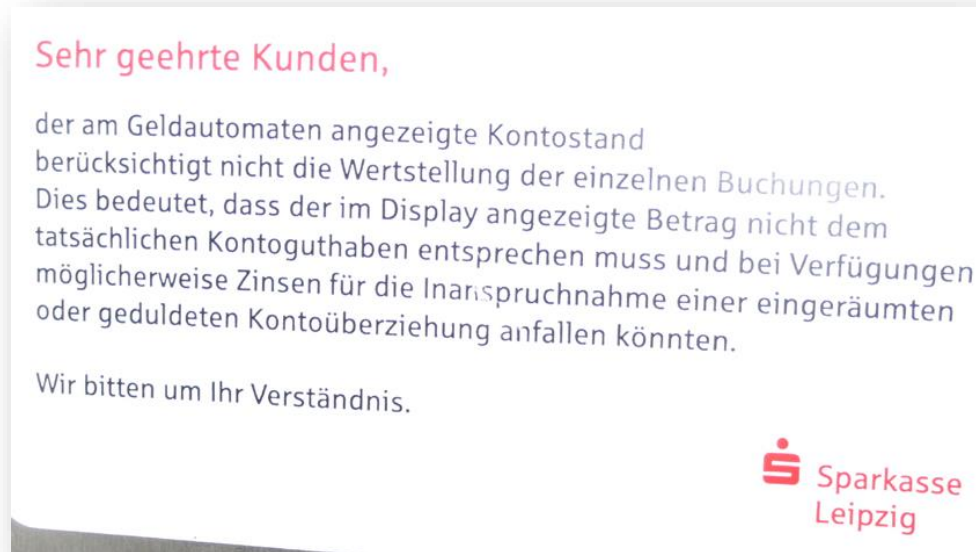 Sehr geehrte Kunden,
der am Geldautomaten angezeigte Kontostand
berücksichtigt nicht die Wertstellung der einzelnen Buchungen.
Dies bedeutet, dass der im Display angezeigte Betrag nicht dem
tatsächlichen Kontoguthaben entsprechen muss und bei Verfügungen
möglicherweise Zinsen für die Inanspruchnahme einer eingeräumten
oder geduldeten Kontoüberziehung anfallen könnten.
Wir bitten um Ihr Verständnis.
Sparkasse
Leipzig